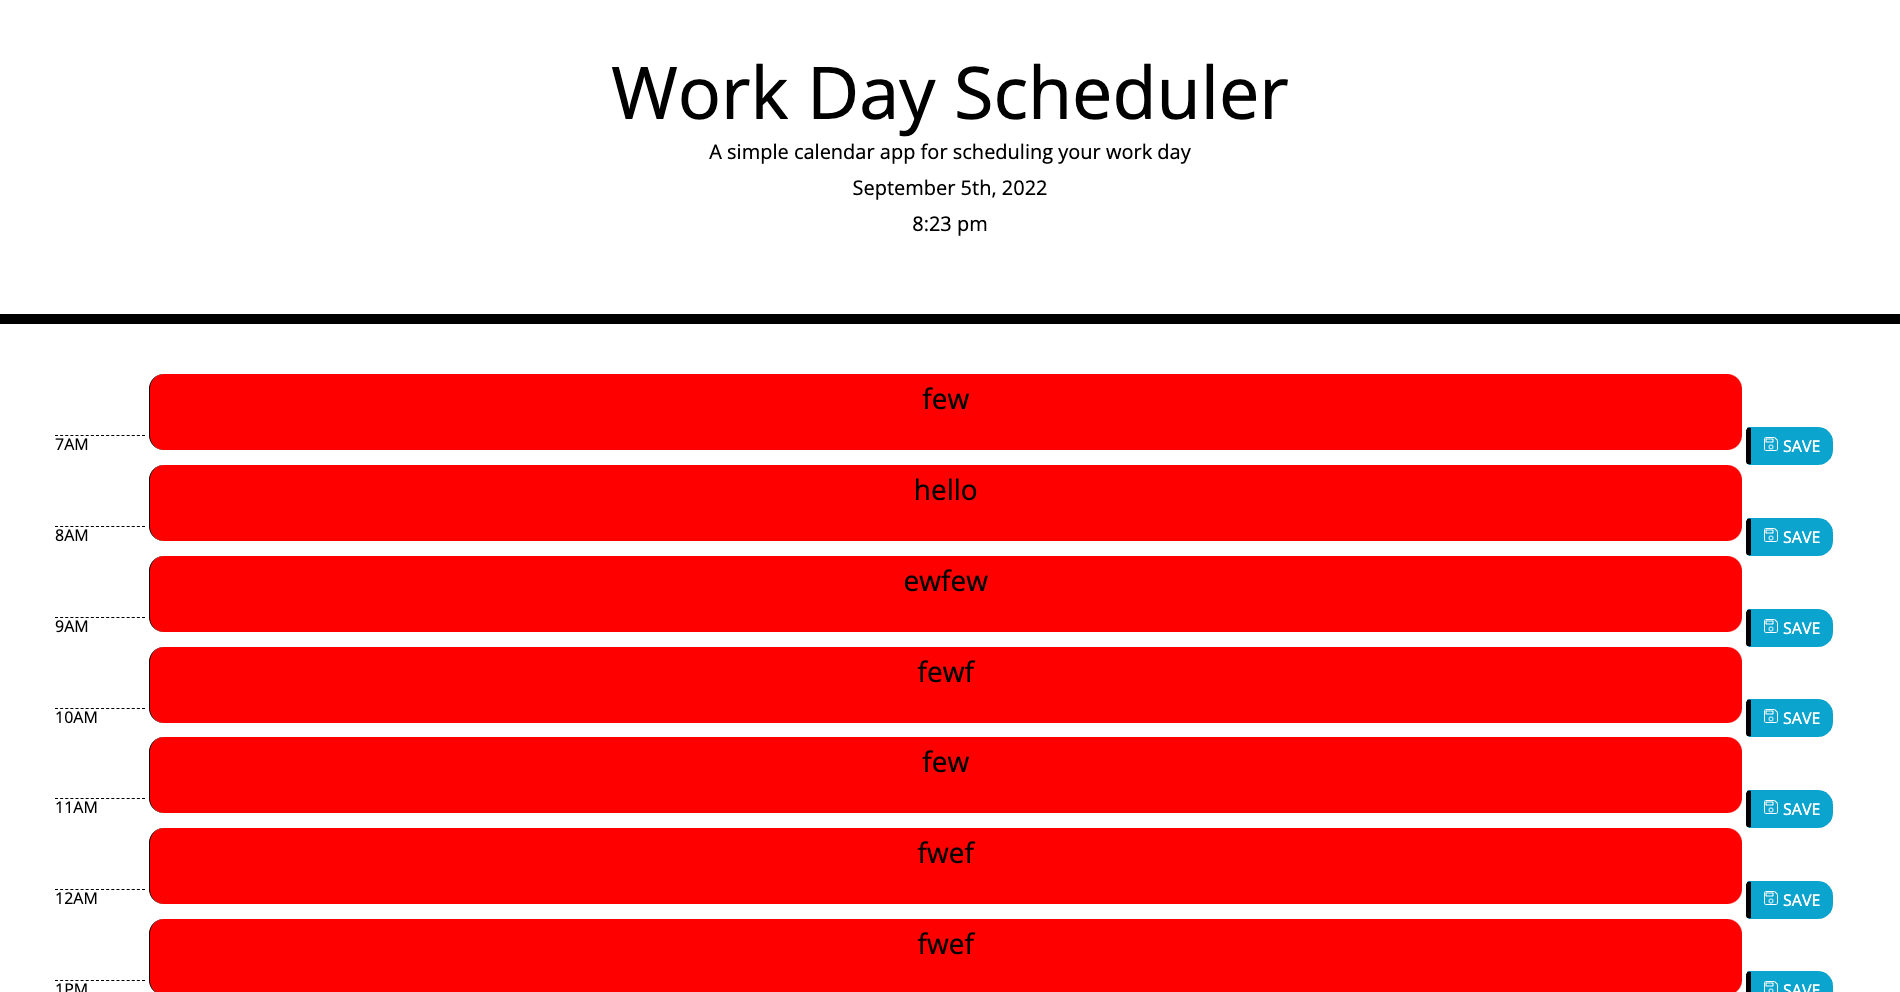 Work Day Scheduler
A simple calendar app for scheduling your work day
September 5th, 2022
8:23 pm
few
7AM
SAVE
hello
8AM
SAVE
ewfew
9AM
SAVE
fewf
10AM
SAVE
few
11AM
SAVE
fwef
12AM
SAVE
fwef
1PM
SAVE